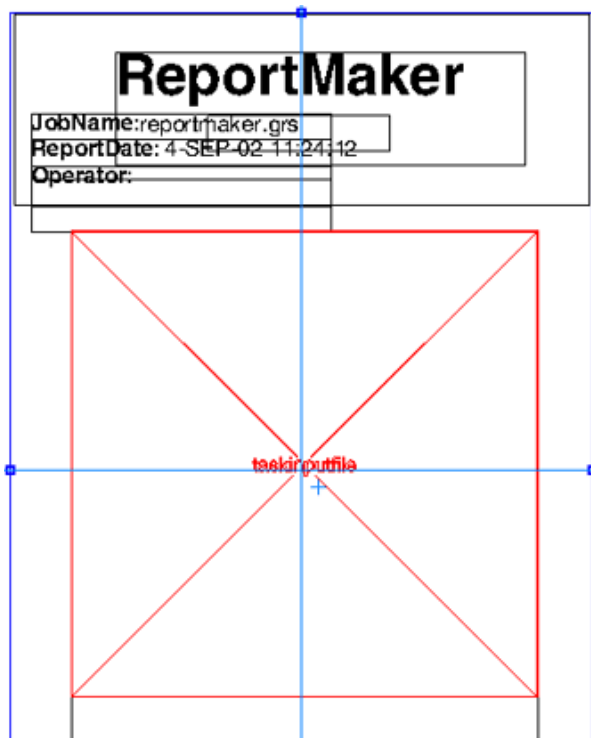 ReportMaker
JobName:reportmaker.grs
ReportDate: 4-SEP-02 11:24:12
Operator:
taskinputfile